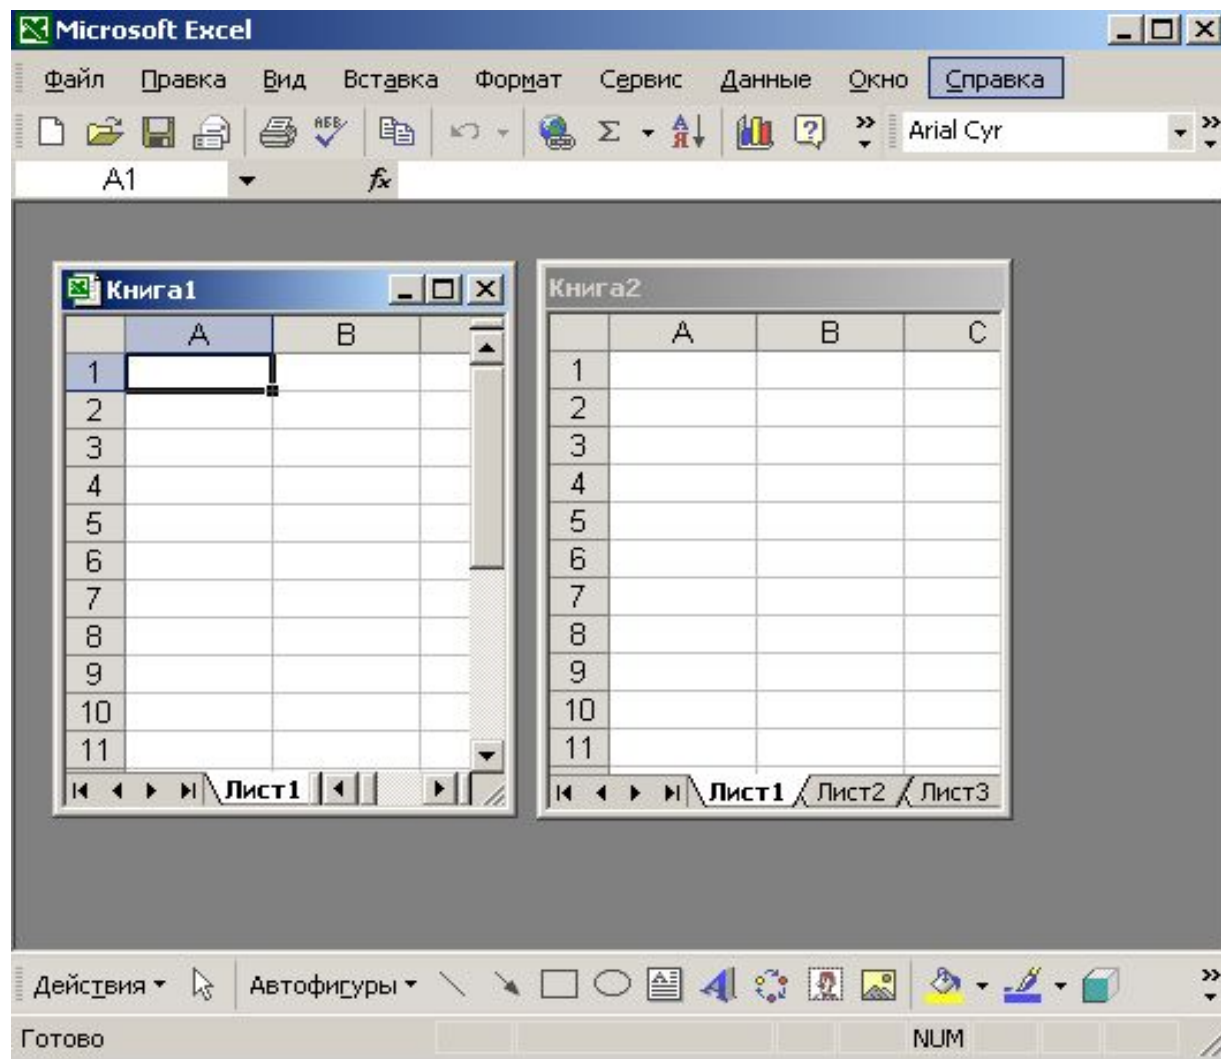 Microsoft Excel
Файл Правка Вид Вставка Формат Сервис Данные Окно Справка
Σ АЯ Arial Cyr
A1 fx
Книга1
A B
1
2
3
4
5
6
7
8
9
10
11
Лист1
Книга2
A B C
1
2
3
4
5
6
7
8
9
10
11
Лист1 Лист2 Лист3
Действия Автофигуры
Готово NUM